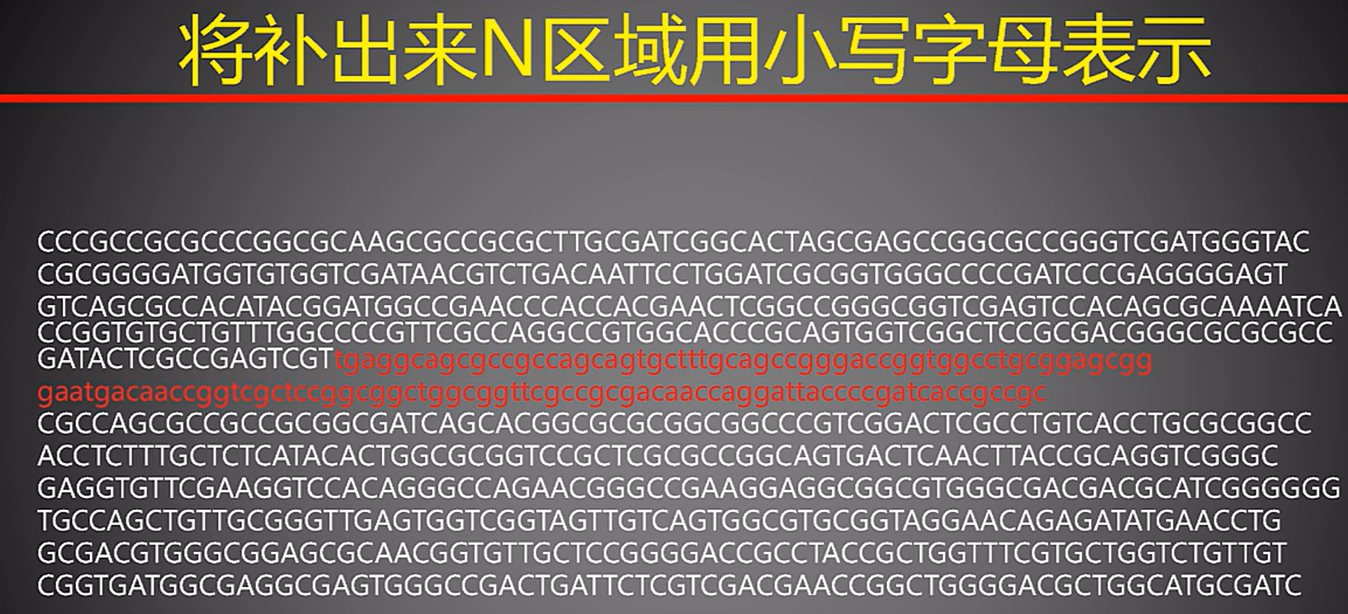 将补出来N区域用小写字母表示
CCCGCCGCGCCCGGCGCAAGCGCCGCGCTTGCGATCGGCACTAGCGAGCCGGCGCCGGGTCGATGGGTAC
CGCGGGGATGGTGTGGTCGATAACGTCTGACAATTCCTGGATCGCGGTGGGCCCCGATCCCGAGGGGAGT
GTCAGCGCCACATACGGATGGCCGAACCCACCACGAACTCGGCCGGGCGGTCGAGTCCACAGCGCAAAATCA
CCGGTGTGCTGTTTGGCCCCCGTTCGCCAGGCCGTGGCACCCGCAGTGGTCGGCTCCGCGACGGGCGCGCGCC
GATACTCGCCGAGTCGTtgaggcagcgccgccagcagtgctttgcagccgggaccggtggcctgcggagcgg
gaatgacaaccggtcgctccggcggctggcggttcgccgcgacaaccaggattaccccgatcaccgccgc
CGCCAGCGCCGCCGCGGCGATCAGCACGGCGCGCGGCGGCCCGTCGGACTCGCCTGTCACCTGCGCGGCC
ACCTCTTTGCTCTCATACACTGGCGCGGTCCGCTCGCGCCGGCAGTGACTCAACTTACCGCAGGTCGGGC
GAGGTGTTCGAAGGTCCACAGGGCCAGAACGGGCCGAAGGAGGCGGCGTGGGCGACGACGCATCGGGGGG
TGCCAGCTGTTGCGGGTTGAGTGGTCGGTAGTTGTCAGTGGCGTGCGGTAGGAACAGAGATATGAACCTG
GCGACGTGGGCGGAGCGCAACGGTGTTGCTCCGGGGACCGCCTACCGCTGGTTTCGTGCTGGTCTGTTGT
CGGTGATGGCGAGGCGAGTGGGCCGACTGATTCTCGTCGACGAACCGGCTGGGGACGCTGGCATGCGATC